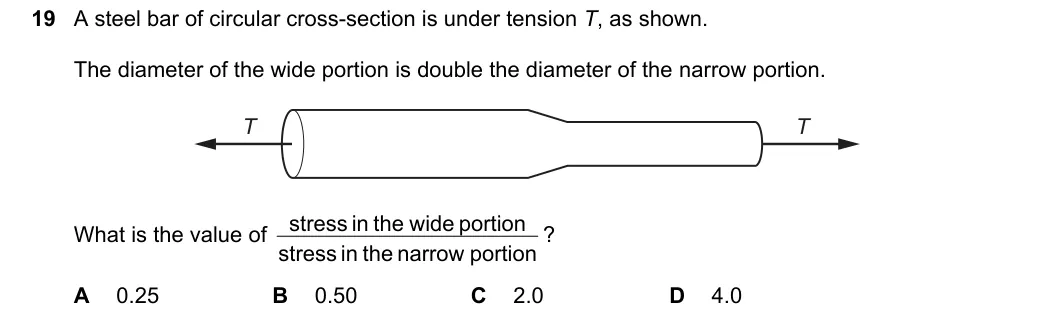 19 A steel bar of circular cross-section is under tension T, as shown.
The diameter of the wide portion is double the diameter of the narrow portion.
T T
What is the value of stress in the wide portion / stress in the narrow portion ?
A 0.25 B 0.50 C 2.0 D 4.0